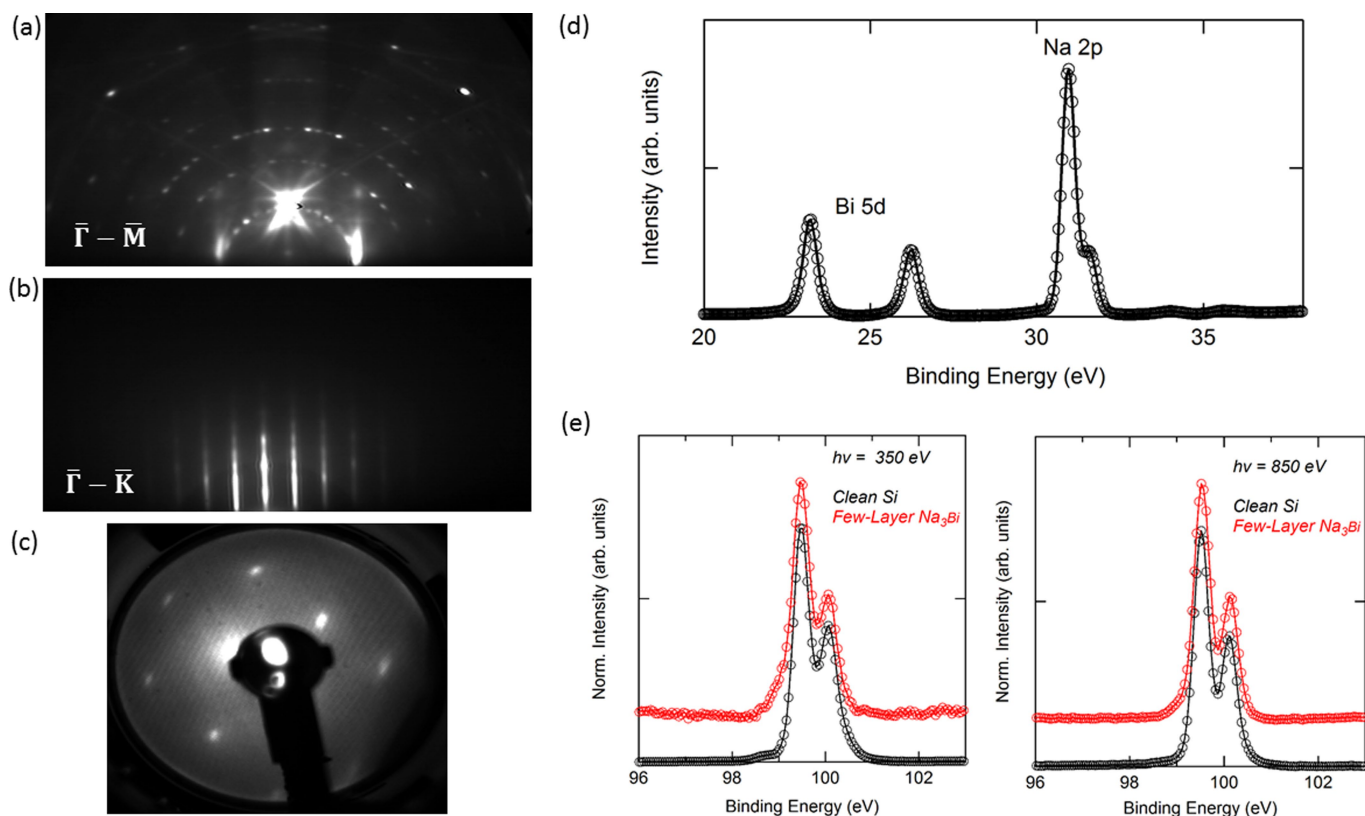 (a)
Γ̅ – M̅
(b)
Γ̅ – K̅
(c)
(d)
Na 2p
Bi 5d
Intensity (arb. units)
20 25 30 35
Binding Energy (eV)
(e)
hν = 350 eV
Clean Si
Few-Layer Na₃Bi
Norm. Intensity (arb. units)
96 98 100 102
Binding Energy (eV)
hν = 850 eV
Clean Si
Few-Layer Na₃Bi
Norm. Intensity (arb. units)
96 98 100 102
Binding Energy (eV)